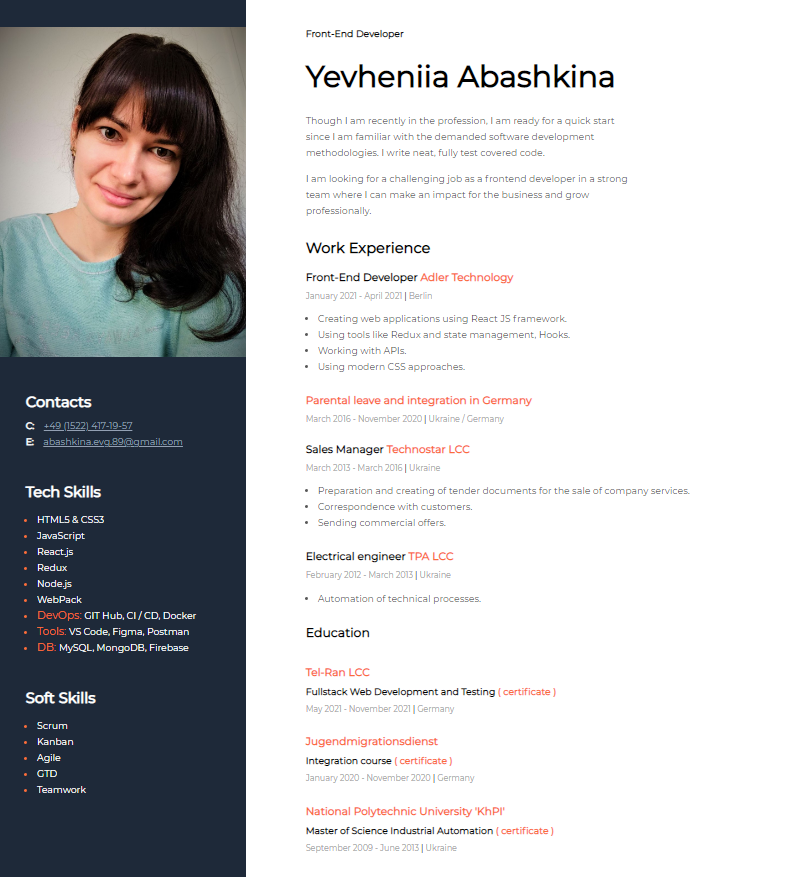 Front-End Developer
Yevheniia Abashkina
Though I am recently in the profession, I am ready for a quick start
since I am familiar with the demanded software development
methodologies. I write neat, fully test covered code.
I am looking for a challenging job as a frontend developer in a strong
team where I can make an impact for the business and grow
professionally.
Work Experience
Front-End Developer Adler Technology
January 2021 - April 2021 | Berlin
• Creating web applications using React JS framework.
• Using tools like Redux and state management, Hooks.
• Working with APIs.
• Using modern CSS approaches.
Parental leave and integration in Germany
March 2016 - November 2020 | Ukraine / Germany
Sales Manager Technostar LCC
March 2013 - March 2016 | Ukraine
• Preparation and creating of tender documents for the sale of company services.
• Correspondence with customers.
• Sending commercial offers.
Electrical engineer TPA LCC
February 2012 - March 2013 | Ukraine
• Automation of technical processes.
Education
Tel-Ran LCC
Fullstack Web Development and Testing ( certificate )
May 2021 - November 2021 | Germany
Jugendmigrationsdienst
Integration course ( certificate )
January 2020 - November 2020 | Germany
National Polytechnic University 'KhPI'
Master of Science Industrial Automation ( certificate )
September 2009 - June 2013 | Ukraine
Contacts
C: +49 (1522) 417-19-57
E: abashkina.evg.89@gmail.com
Tech Skills
• HTML5 & CSS3
• JavaScript
• React.js
• Redux
• Node.js
• WebPack
• DevOps: GIT Hub, CI / CD, Docker
• Tools: VS Code, Figma, Postman
• DB: MySQL, MongoDB, Firebase
Soft Skills
• Scrum
• Kanban
• Agile
• GTD
• Teamwork